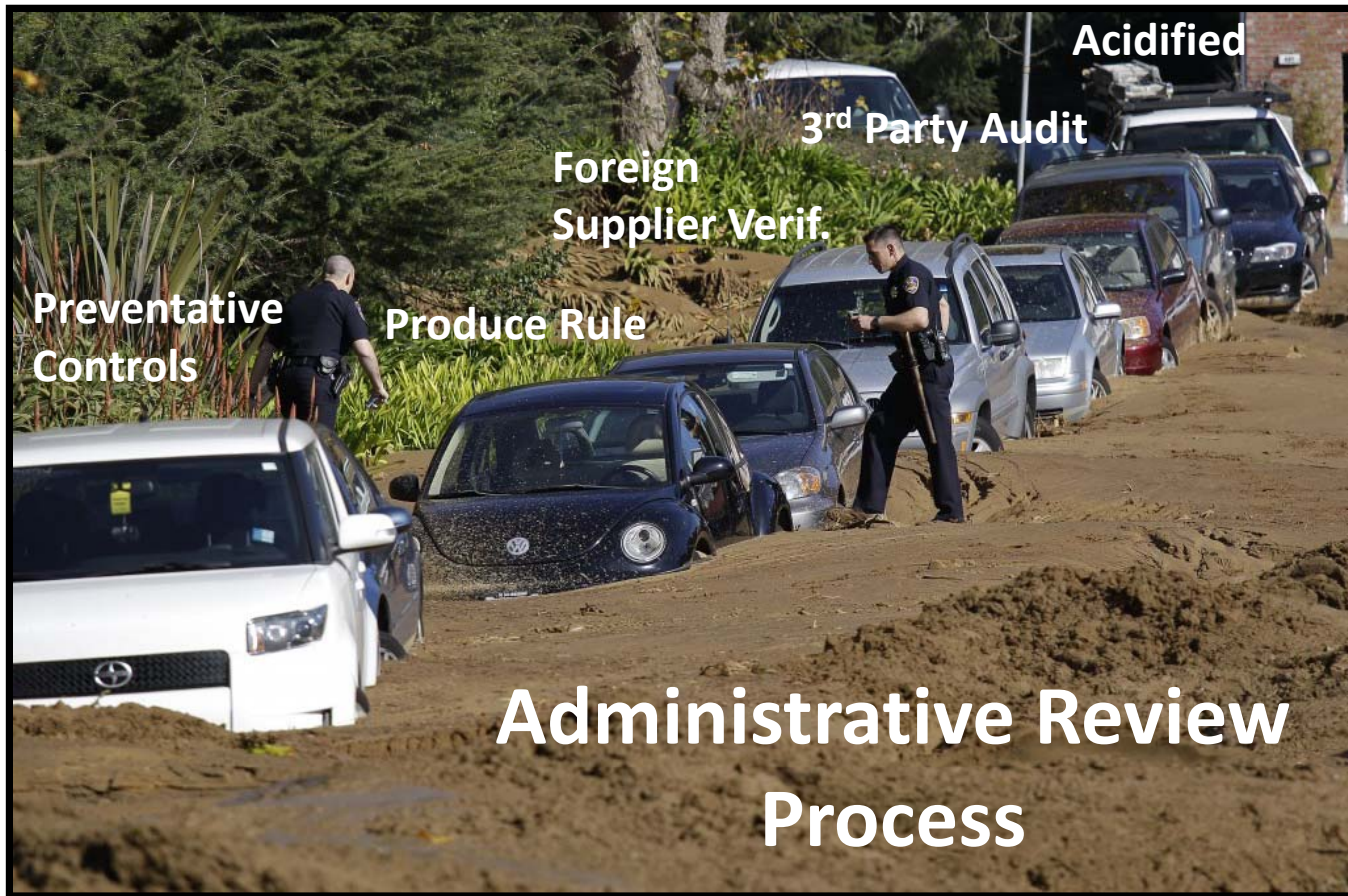 Acidified
3rd Party Audit
Foreign
Supplier Verif.
Preventative
Controls
Produce Rule
Administrative Review
Process